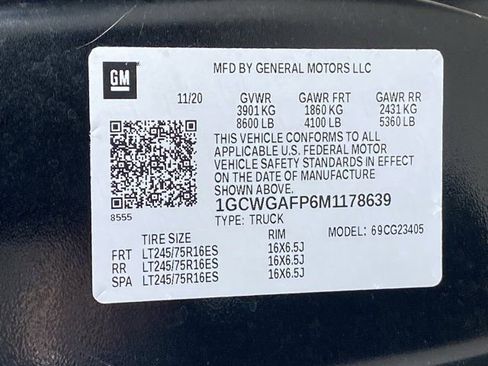 GM
MFD BY GENERAL MOTORS LLC
11/20 GVWR GAWR FRT GAWR RR
3901 KG 1860 KG 2431 KG
8600 LB 4100 LB 5360 LB
THIS VEHICLE CONFORMS TO ALL
APPLICABLE U.S. FEDERAL MOTOR
VEHICLE SAFETY STANDARDS IN EFFECT
ON THE DATE OF MANUFACTURE
SHOWN ABOVE.
8555
1GCWGAFP6M1178639
TYPE: TRUCK
MODEL: 69CG23405
TIRE SIZE RIM
FRT LT245/75R16ES 16X6.5J
RR LT245/75R16ES 16X6.5J
SPA LT245/75R16ES 16X6.5J